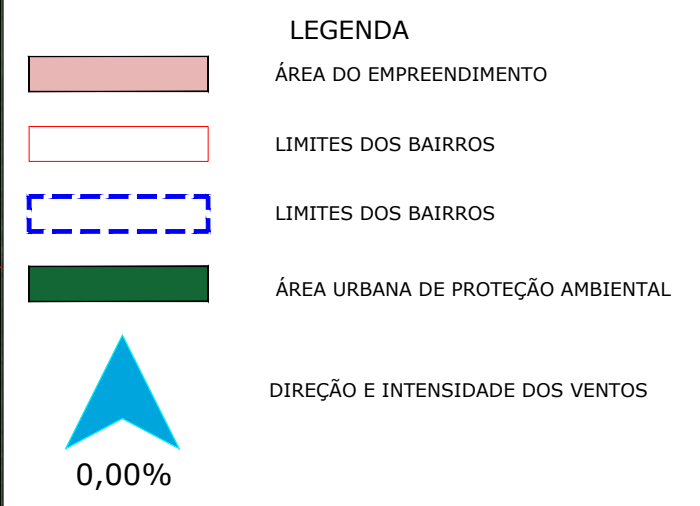 LEGENDA
ÁREA DO EMPREENDIMENTO
LIMITES DOS BAIRROS
LIMITES DOS BAIRROS
ÁREA URBANA DE PROTEÇÃO AMBIENTAL
DIREÇÃO E INTENSIDADE DOS VENTOS
0,00%